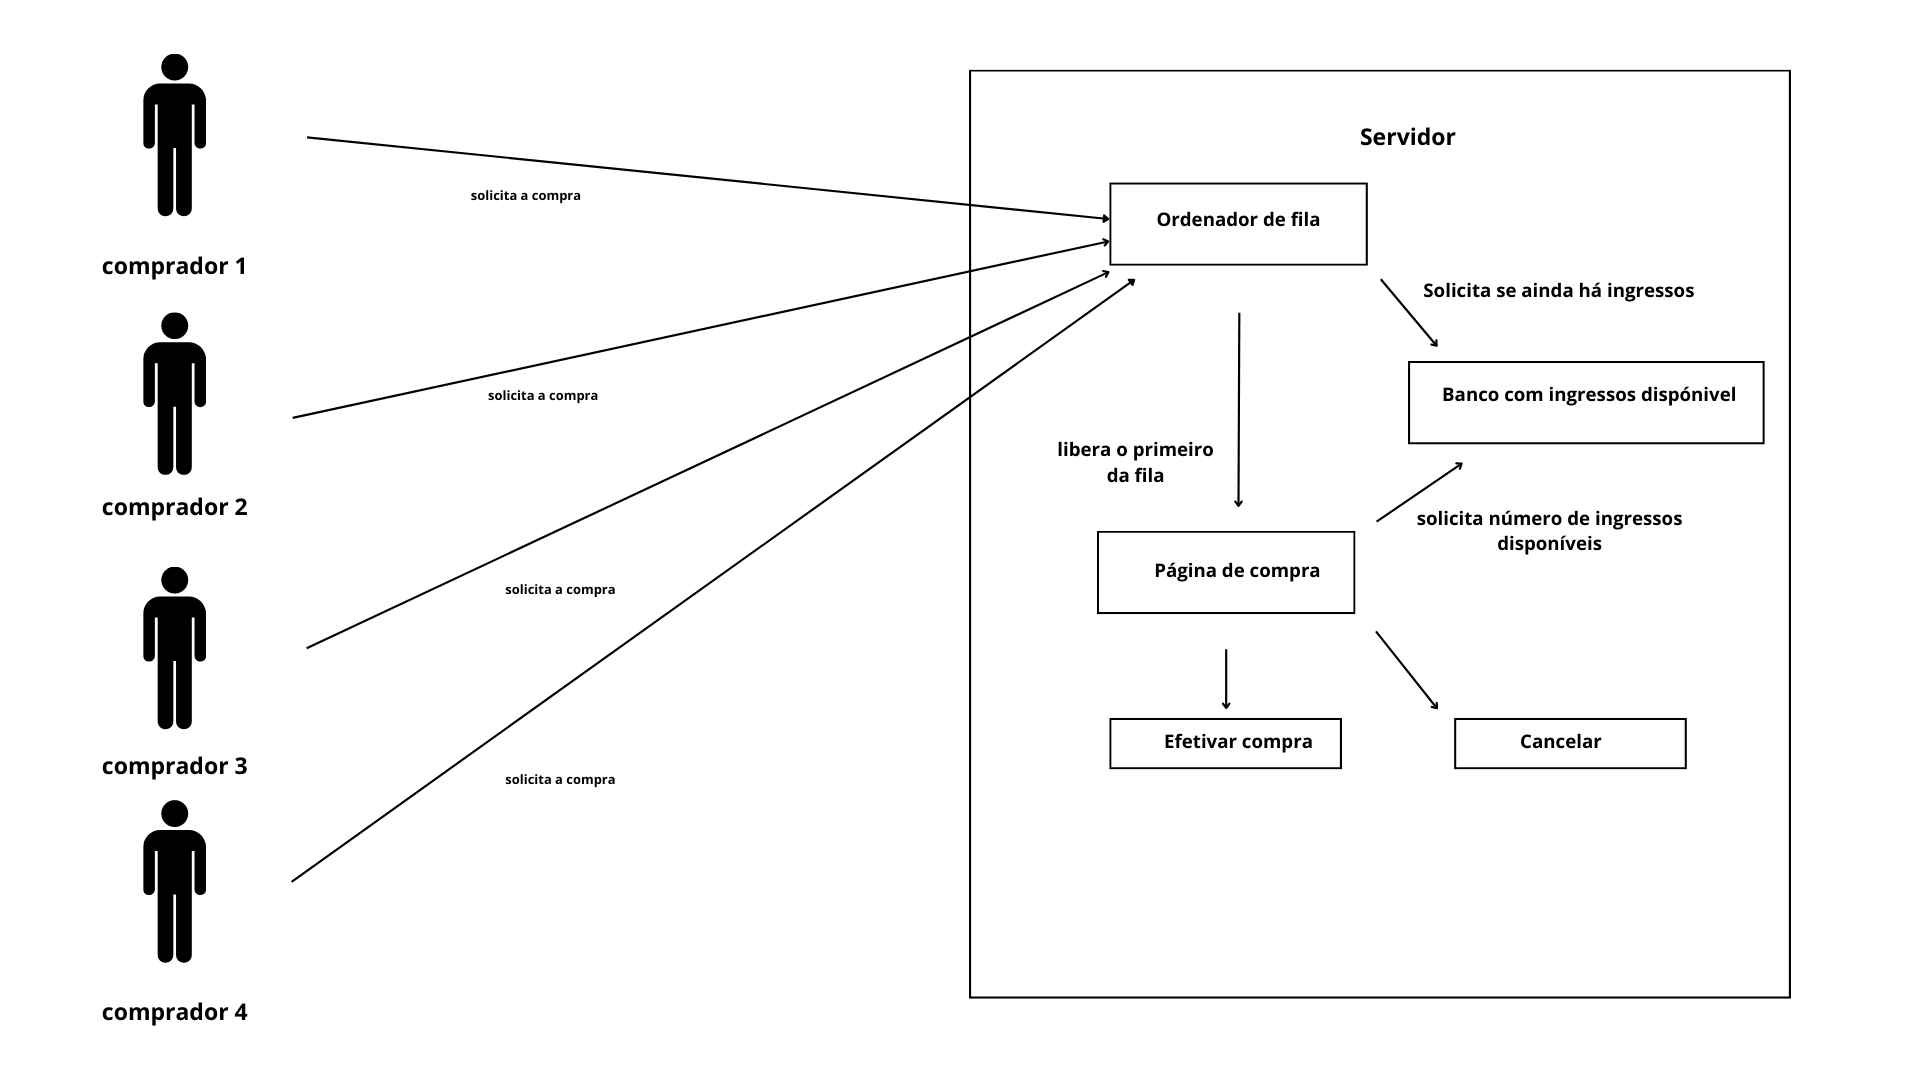 comprador 1
solicita a compra
comprador 2
solicita a compra
comprador 3
solicita a compra
comprador 4
solicita a compra
Servidor
Ordenador de fila
Solicita se ainda há ingressos
Banco com ingressos dispónivel
libera o primeiro
da fila
solicita número de ingressos
disponíveis
Página de compra
Efetivar compra
Cancelar